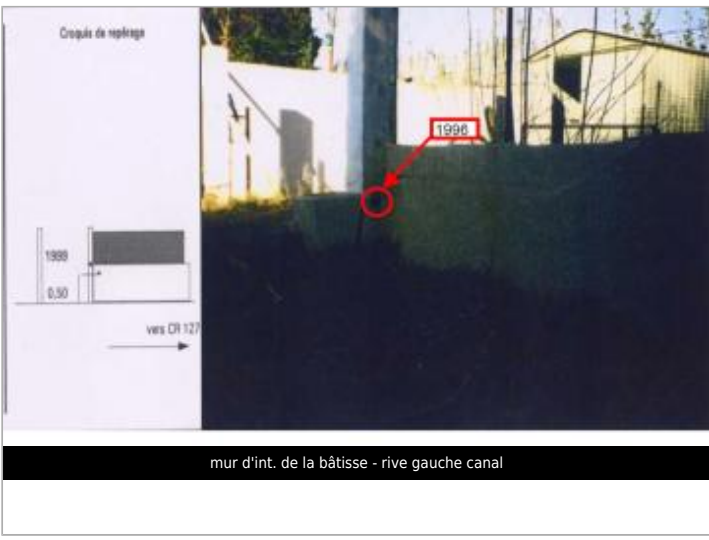 Croquis de repérage
1996
1999
0,50
vers CR 127
mur d'int. de la bâtisse - rive gauche canal